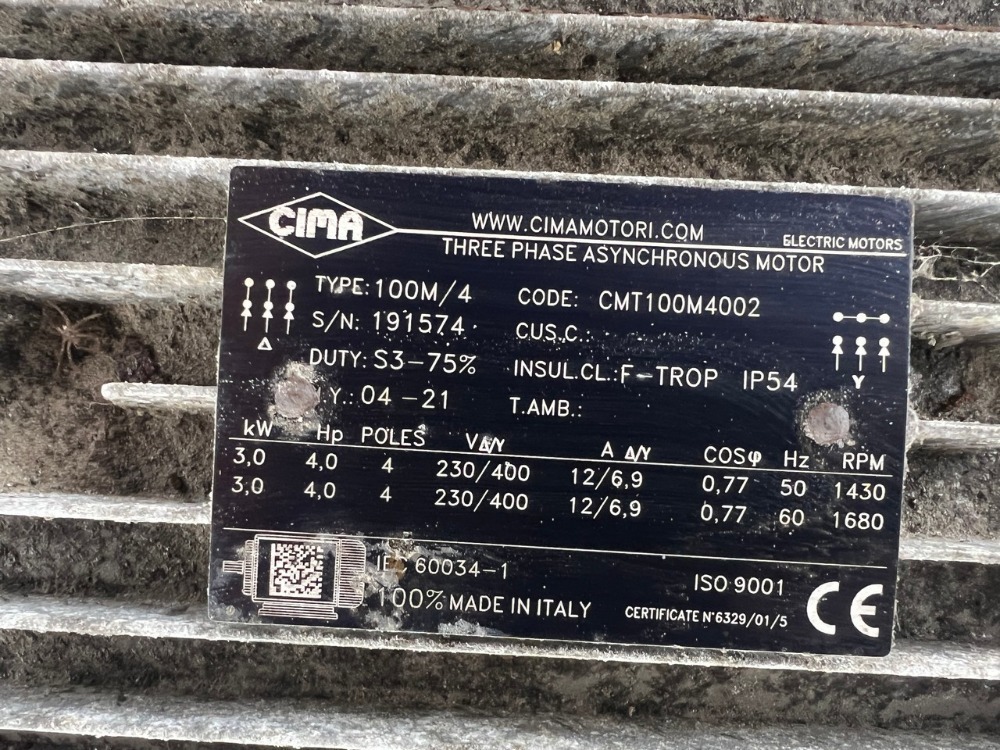 CIMA
WWW.CIMAMOTORI.COM
ELECTRIC MOTORS
THREE PHASE ASYNCHRONOUS MOTOR
TYPE: 100M/4 CODE: CMT100M4002
S/N: 191574 CUS.C.:
DUTY: S3-75% INSUL.CL.: F-TROP IP54
Y.: 04-21 T.AMB.:
Δ
Y
kW Hp POLES V Δ/Y A Δ/Y COSφ Hz RPM
3,0 4,0 4 230/400 12/6,9 0,77 50 1430
3,0 4,0 4 230/400 12/6,9 0,77 60 1680
IEC 60034-1
100% MADE IN ITALY
ISO 9001
CERTIFICATE N°6329/01/5
CE